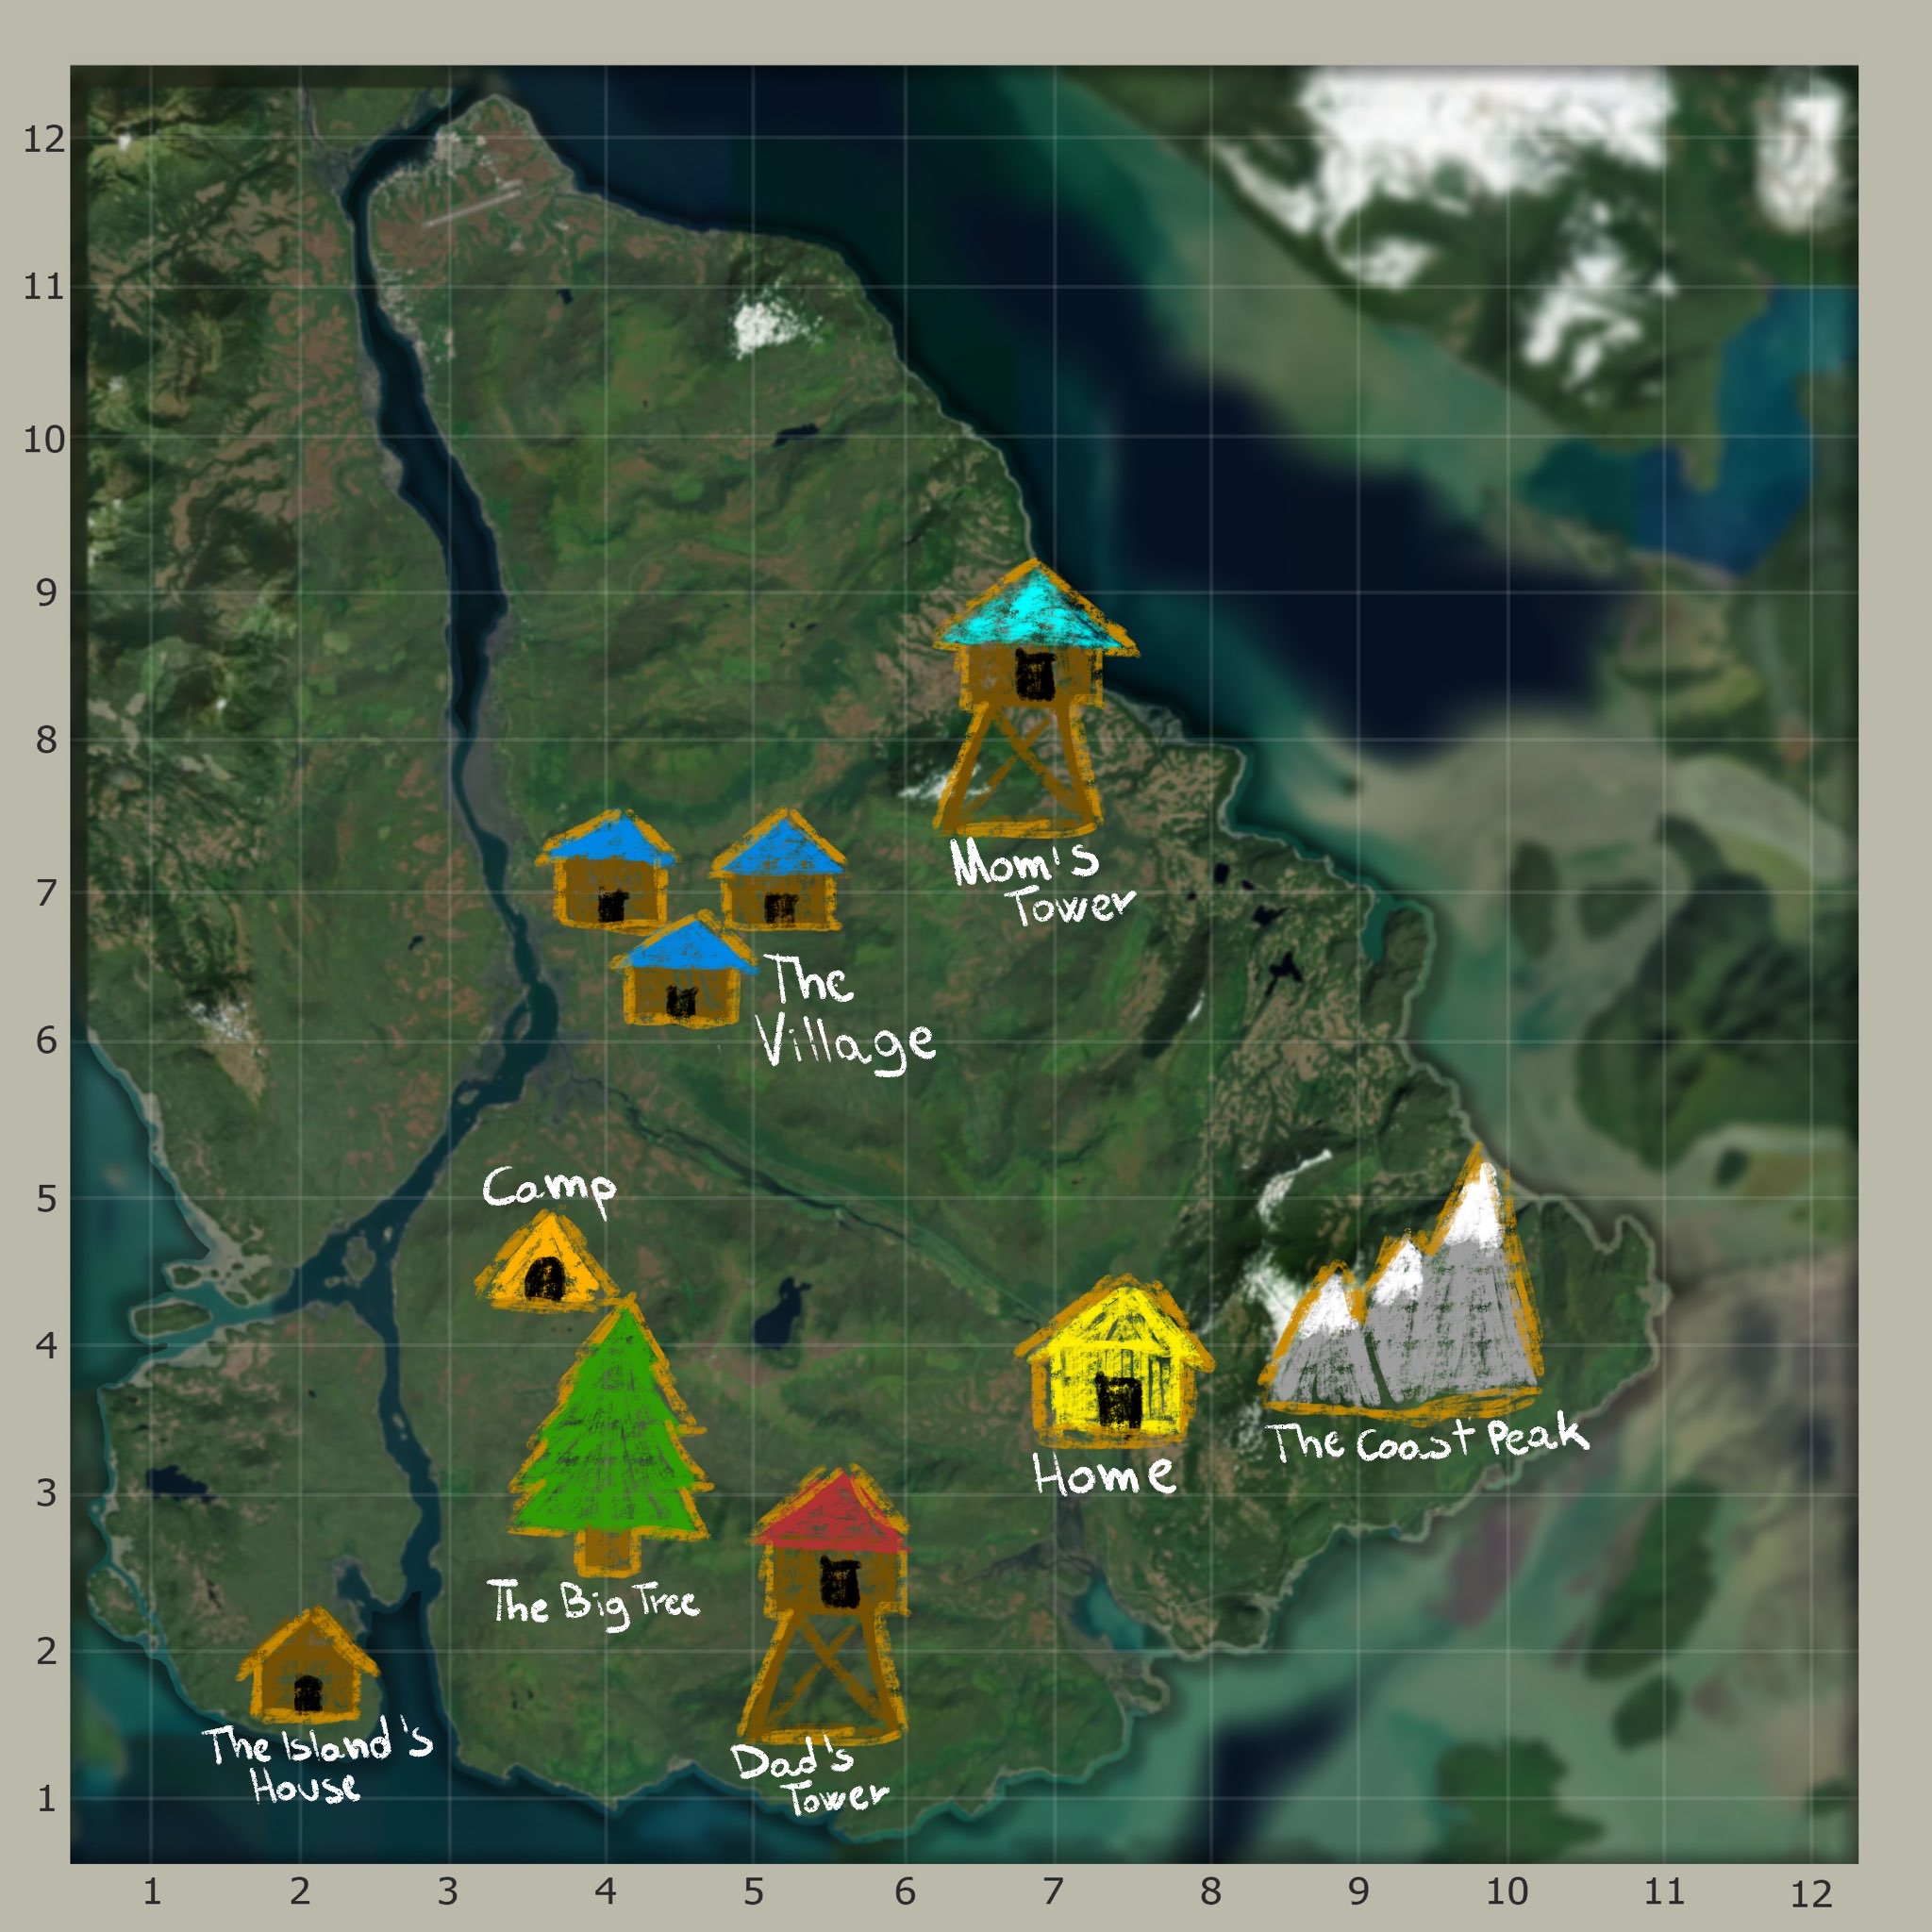 12
11
10
9
8
7
6
5
4
3
2
1
Mom's
Tower
The
Village
Camp
The Coast Peak
Home
The Big Tree
The Island's
House
Dad's
Tower
1 2 3 4 5 6 7 8 9 10 11 12